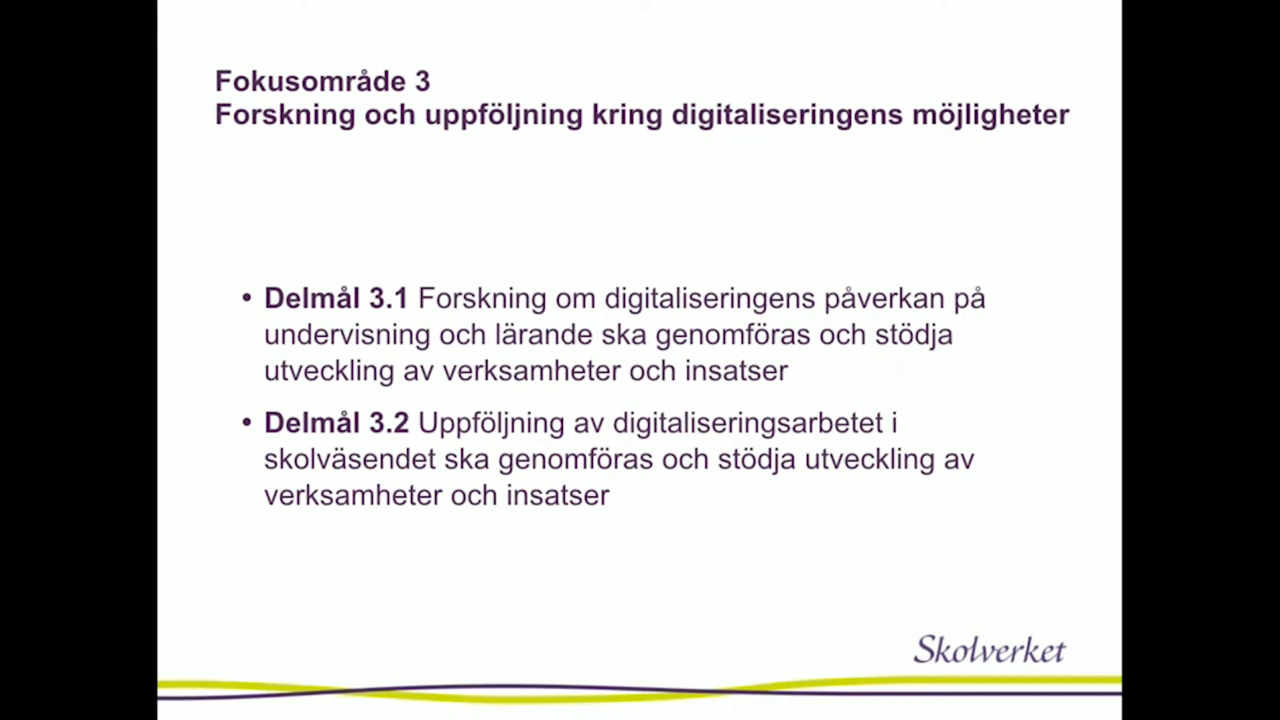 Fokusområde 3
Forskning och uppföljning kring digitaliseringens möjligheter
• Delmål 3.1 Forskning om digitaliseringens påverkan på
undervisning och lärande ska genomföras och stödja
utveckling av verksamheter och insatser
• Delmål 3.2 Uppföljning av digitaliseringsarbetet i
skolväsendet ska genomföras och stödja utveckling av
verksamheter och insatser
Skolverket